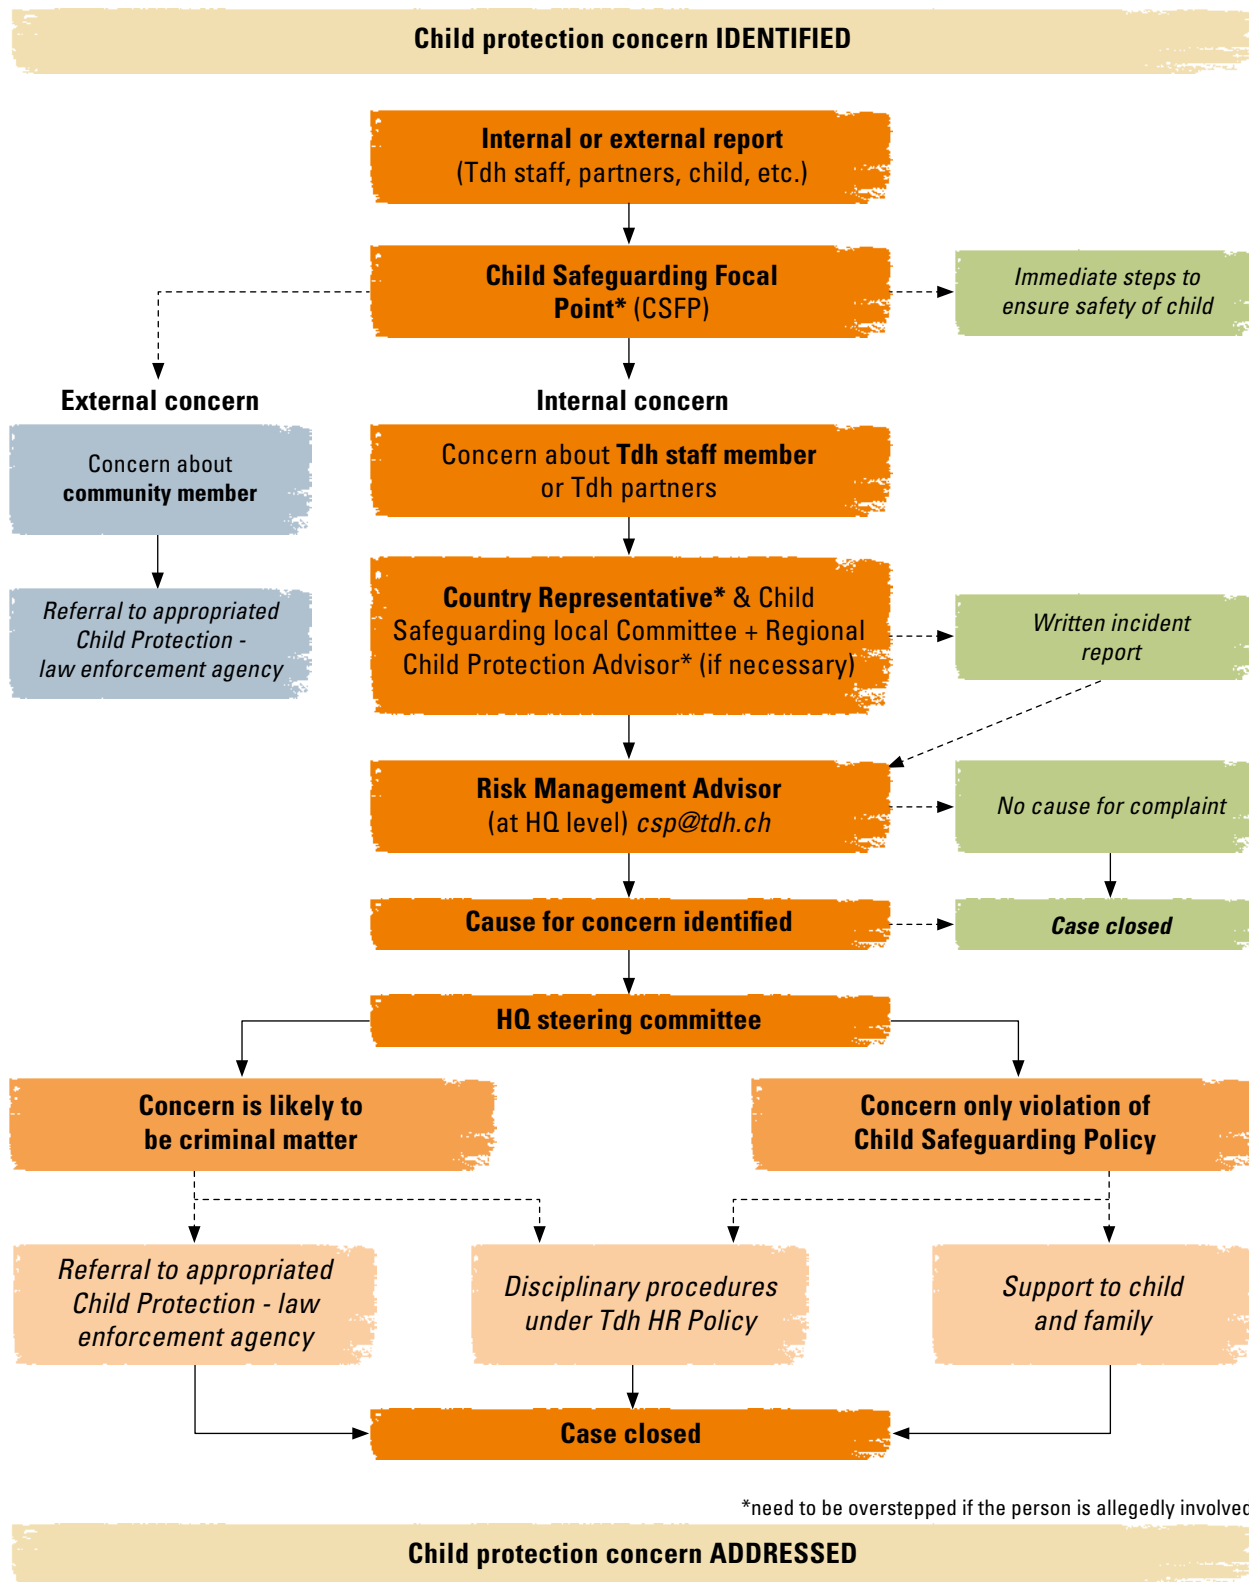 Child protection concern IDENTIFIED
Internal or external report
(Tdh staff, partners, child, etc.)
Child Safeguarding Focal
Point* (CSFP)
Immediate steps to
ensure safety of child
External concern
Internal concern
Concern about
community member
Concern about Tdh staff member
or Tdh partners
Referral to appropriated
Child Protection -
law enforcement agency
Country Representative* & Child
Safeguarding local Committee + Regional
Child Protection Advisor* (if necessary)
Written incident
report
Risk Management Advisor
(at HQ level) csp@tdh.ch
No cause for complaint
Cause for concern identified
Case closed
HQ steering committee
Concern is likely to
be criminal matter
Concern only violation of
Child Safeguarding Policy
Referral to appropriated
Child Protection - law
enforcement agency
Disciplinary procedures
under Tdh HR Policy
Support to child
and family
Case closed
*need to be overstepped if the person is allegedly involved
Child protection concern ADDRESSED